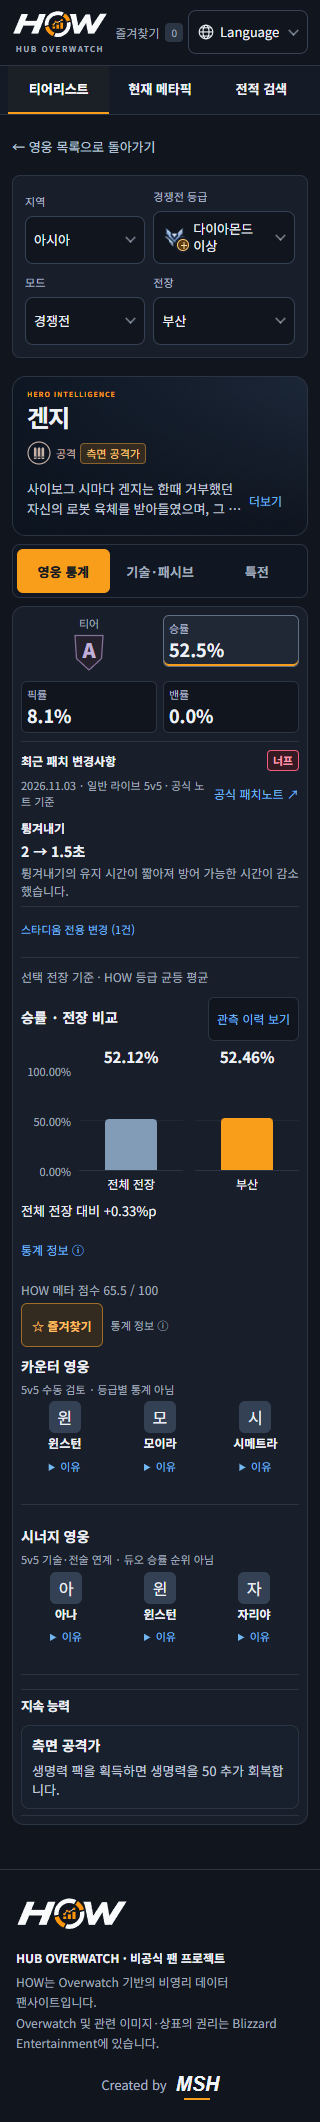 HOW
HUB OVERWATCH
즐겨찾기 0
Language
티어리스트 현재 메타픽 전적 검색
← 영웅 목록으로 돌아가기
지역 경쟁전 등급
아시아 다이아몬드
이상
모드 전장
경쟁전 부산
HERO INTELLIGENCE
겐지
공격 측면 공격가
사이보그 시마다 겐지는 한때 거부했던
자신의 로봇 육체를 받아들였으며, 그 … 더보기
영웅 통계 기술·패시브 특전
티어 승률
A 52.5%
픽률 밴률
8.1% 0.0%
최근 패치 변경사항 너프
2026.11.03 · 일반 라이브 5v5 · 공식 노
트 기준 공식 패치노트 ↗
튕겨내기
2 → 1.5초
튕겨내기의 유지 시간이 짧아져 방어 가능한 시간이 감소
했습니다.
스타디움 전용 변경 (1건)
선택 전장 기준 · HOW 등급 균등 평균
승률 · 전장 비교 관측 이력 보기
52.12% 52.46%
100.00%
50.00%
0.00%
전체 전장 부산
전체 전장 대비 +0.33%p
통계 정보 ⓘ
HOW 메타 점수 65.5 / 100
☆ 즐겨찾기 통계 정보 ⓘ
카운터 영웅
5v5 수동 검토 · 등급별 통계 아님
윈 모 시
윈스턴 모이라 시메트라
▶ 이유 ▶ 이유 ▶ 이유
시너지 영웅
5v5 기술·전술 연계 · 듀오 승률 순위 아님
아 윈 자
아나 윈스턴 자리야
▶ 이유 ▶ 이유 ▶ 이유
지속 능력
측면 공격가
생명력 팩을 획득하면 생명력을 50 추가 회복합
니다.
HOW
HUB OVERWATCH · 비공식 팬 프로젝트
HOW는 Overwatch 기반의 비영리 데이터
팬사이트입니다.
Overwatch 및 관련 이미지·상표의 권리는 Blizzard
Entertainment에 있습니다.
Created by MSH